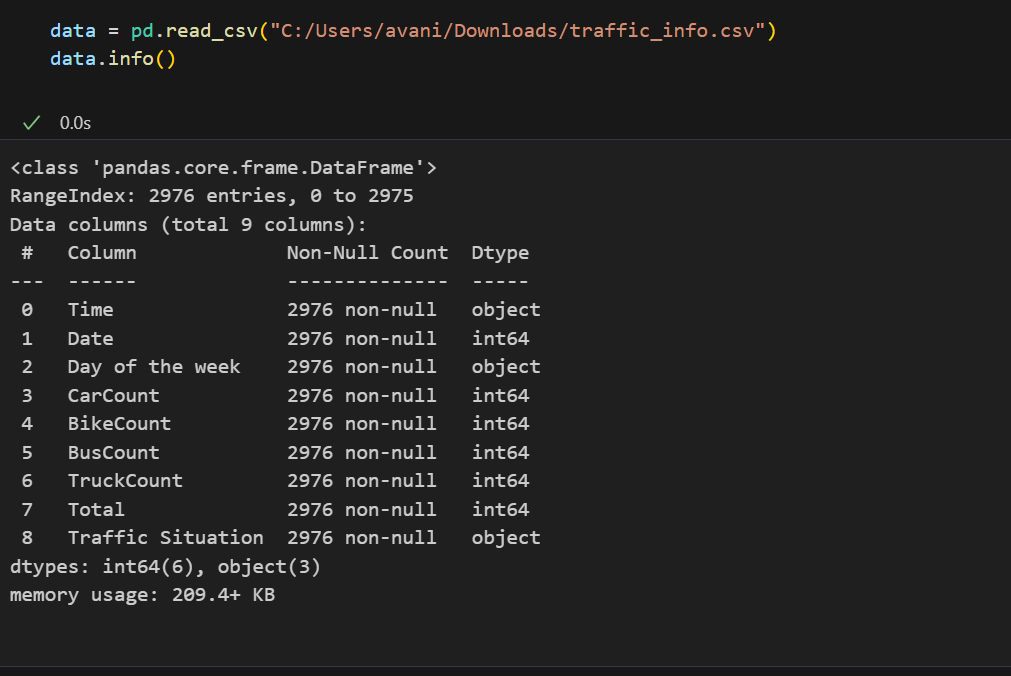 data = pd.read_csv("C:/Users/avani/Downloads/traffic_info.csv")
data.info()
✓ 0.0s
<class 'pandas.core.frame.DataFrame'>
RangeIndex: 2976 entries, 0 to 2975
Data columns (total 9 columns):
 #   Column             Non-Null Count  Dtype
---  ------             --------------  -----
 0   Time               2976 non-null   object
 1   Date               2976 non-null   int64
 2   Day of the week    2976 non-null   object
 3   CarCount           2976 non-null   int64
 4   BikeCount          2976 non-null   int64
 5   BusCount           2976 non-null   int64
 6   TruckCount         2976 non-null   int64
 7   Total              2976 non-null   int64
 8   Traffic Situation  2976 non-null   object
dtypes: int64(6), object(3)
memory usage: 209.4+ KB